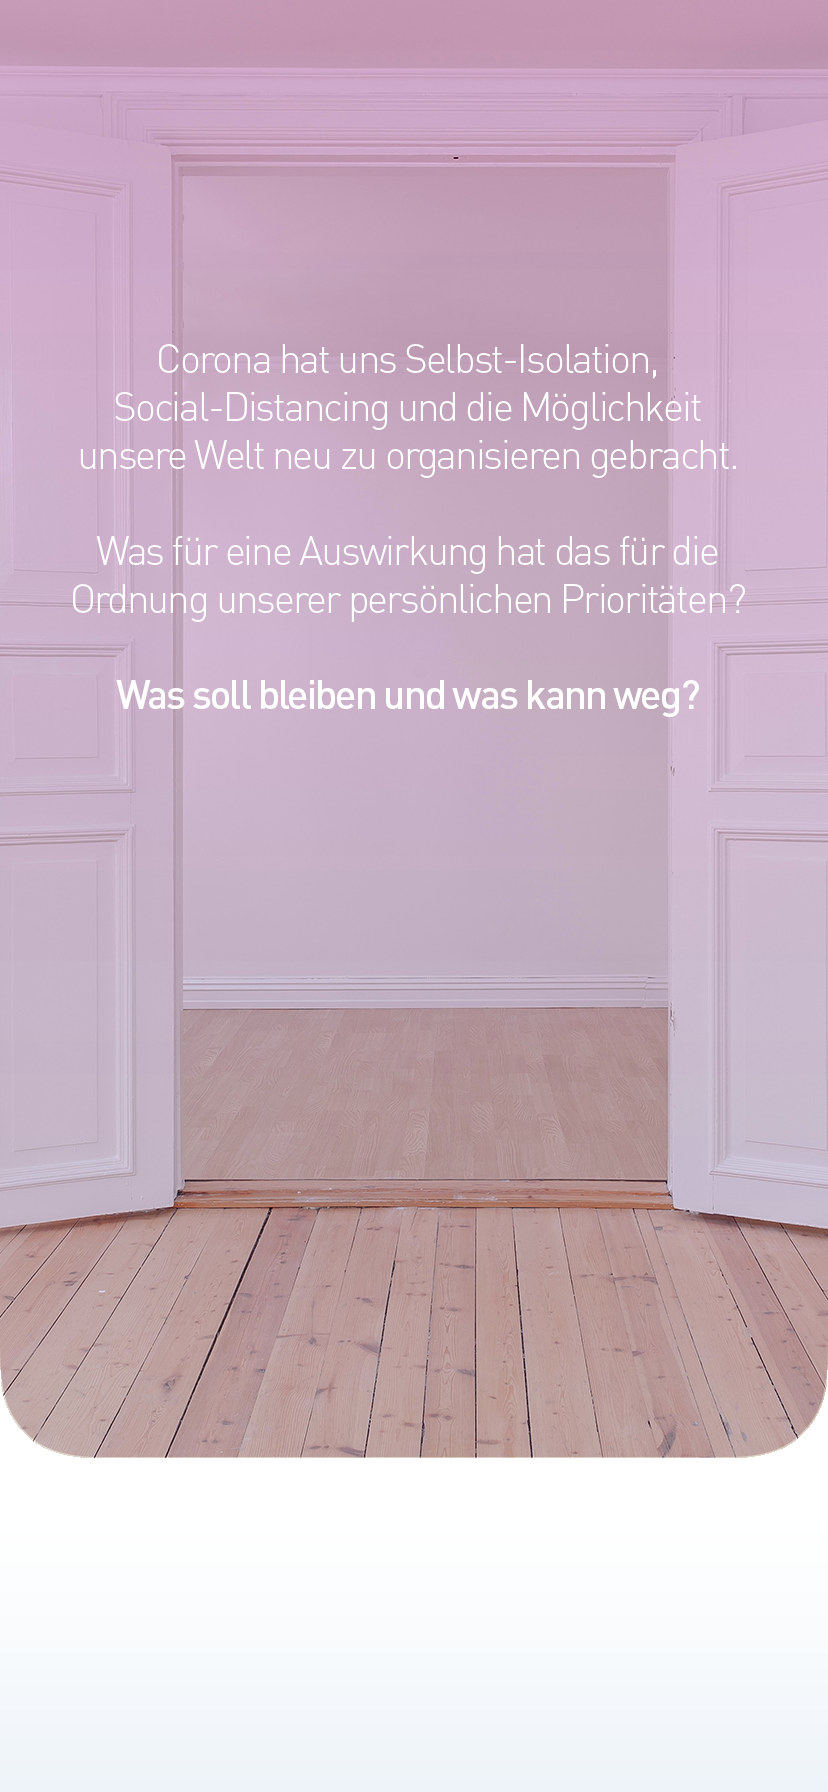 Corona hat uns Selbst-Isolation,
Social-Distancing und die Möglichkeit
unsere Welt neu zu organisieren gebracht.
Was für eine Auswirkung hat das für die
Ordnung unserer persönlichen Prioritäten?
Was soll bleiben und was kann weg?